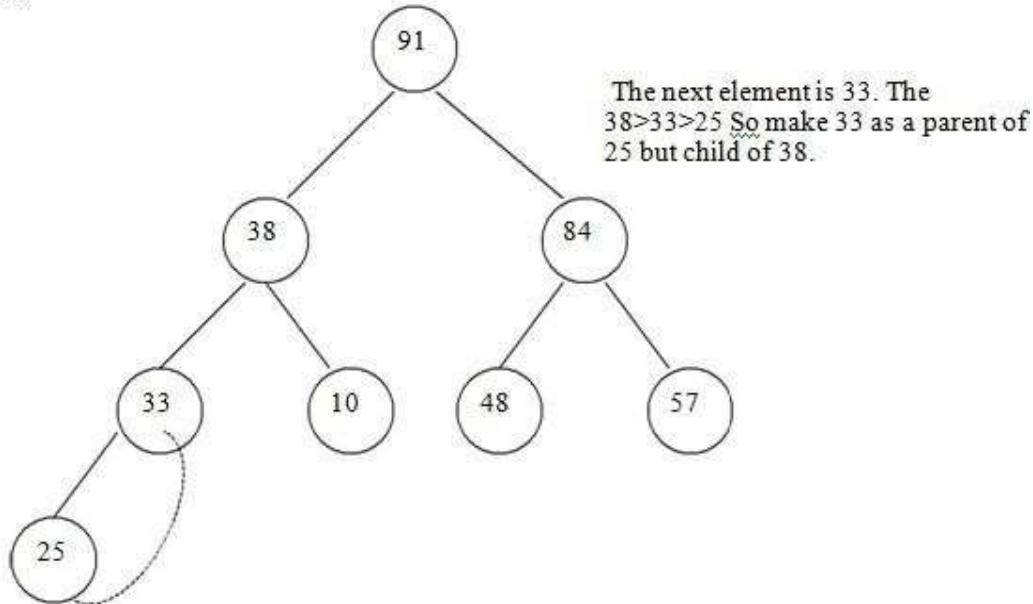 91
The next element is 33. The
38>33>25 So make 33 as a parent of
25 but child of 38.
38
84
33
10
48
57
25